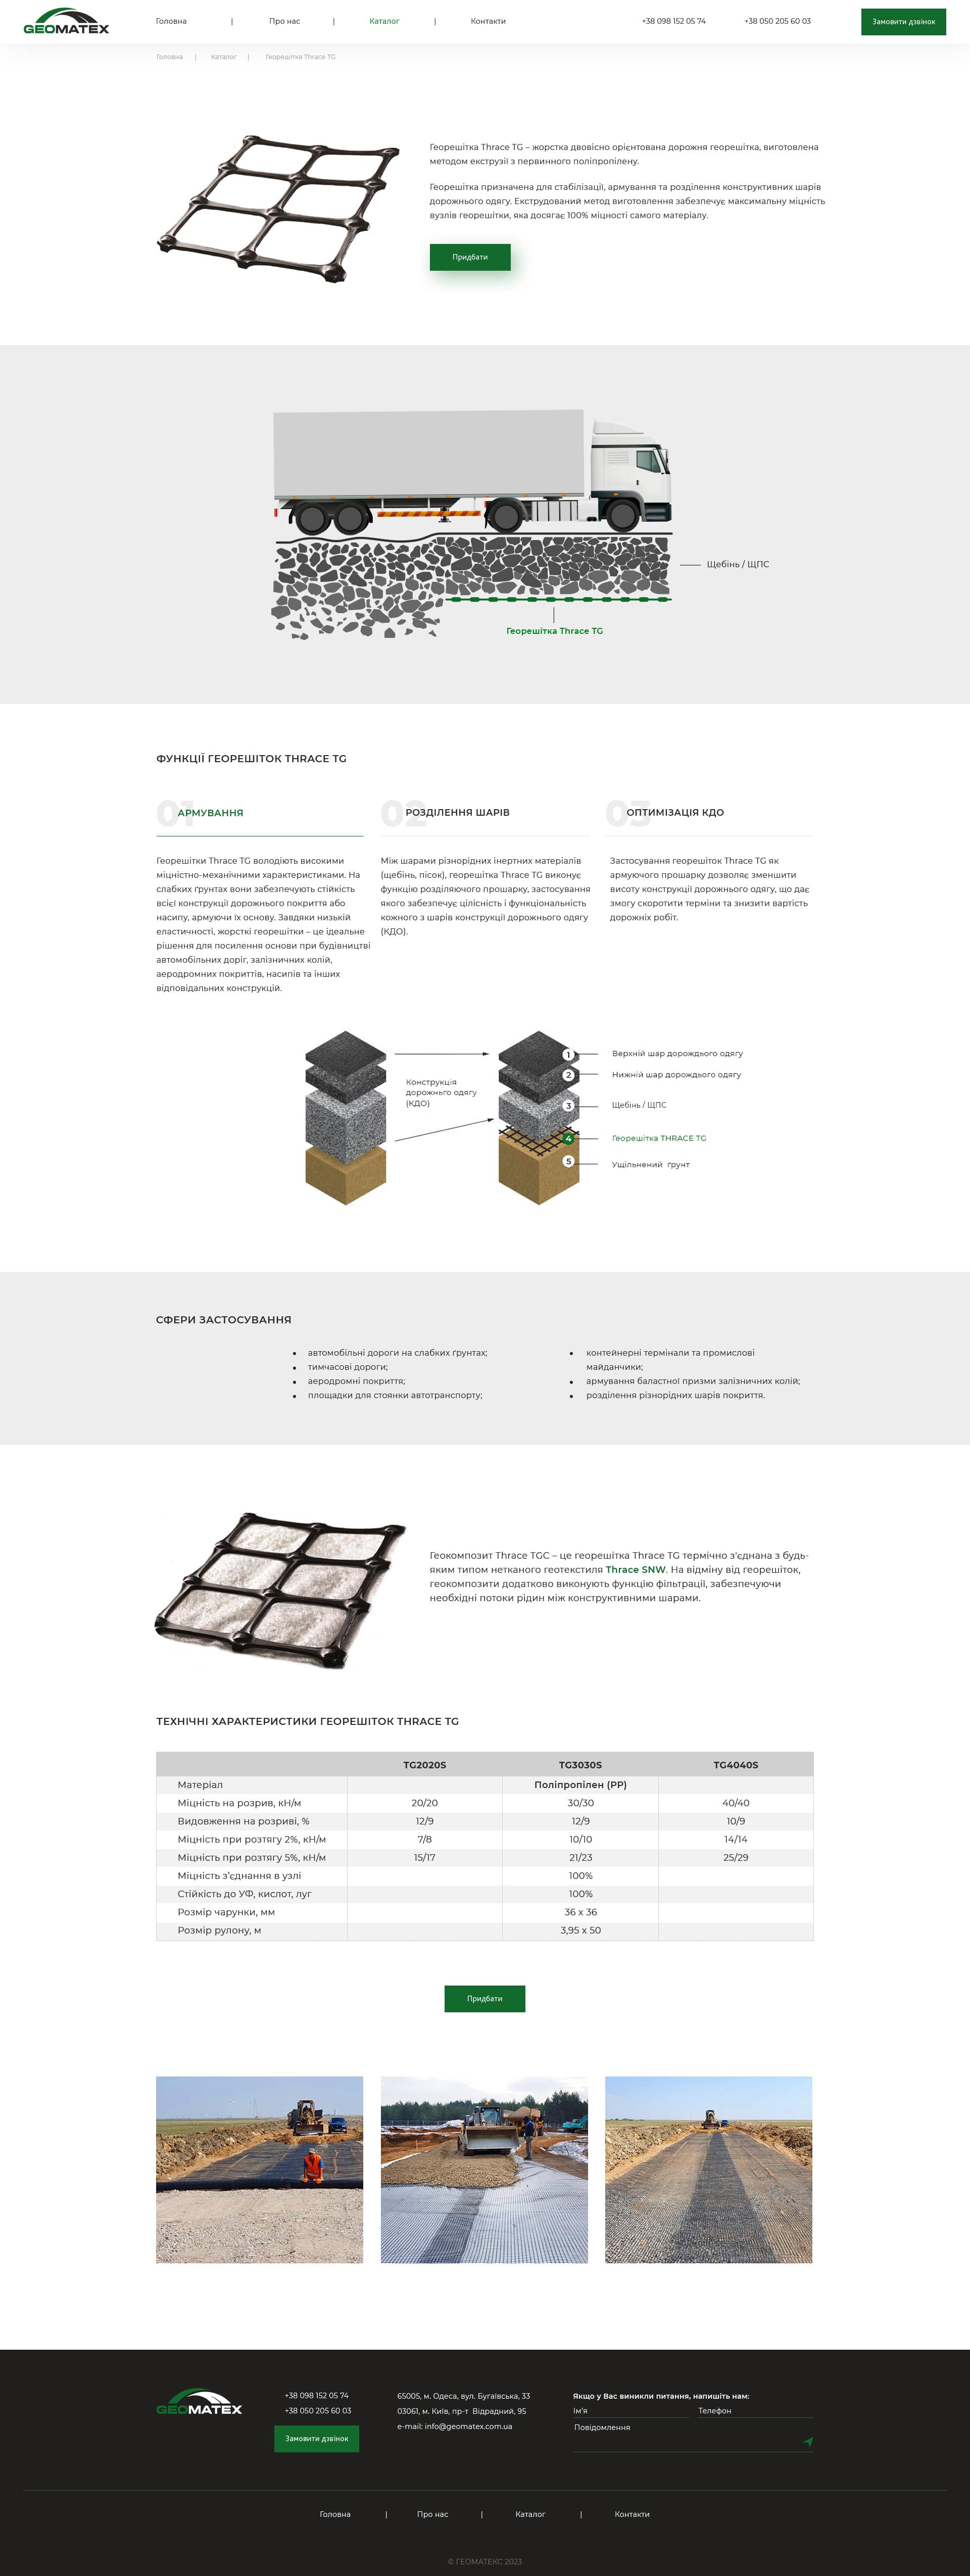 GEOMATEX
Головна | Про нас | Каталог | Контакти
+38 098 152 05 74
+38 050 205 60 03
Замовити дзвінок
Головна | Каталог | Георешітка Thrace TG
Георешітка Thrace TG – жорстка двовісно орієнтована дорожня георешітка, виготовлена
методом екструзії з первинного поліпропілену.
Георешітка призначена для стабілізації, армування та розділення конструктивних шарів
дорожнього одягу. Екструдований метод виготовлення забезпечує максимальну міцність
вузлів георешітки, яка досягає 100% міцності самого матеріалу.
Придбати
Щебінь / ЩПС
Георешітка Thrace TG
ФУНКЦІЇ ГЕОРЕШІТОК THRACE TG
01 АРМУВАННЯ
Георешітки Thrace TG володіють високими
міцністно-механічними характеристиками. На
слабких ґрунтах вони забезпечують стійкість
всієї конструкції дорожнього покриття або
насипу, армуючи їх основу. Завдяки низькій
еластичності, жорсткі георешітки – це ідеальне
рішення для посилення основи при будівництві
автомобільних доріг, залізничних колій,
аеродромних покриттів, насипів та інших
відповідальних конструкцій.
02 РОЗДІЛЕННЯ ШАРІВ
Між шарами різнорідних інертних матеріалів
(щебінь, пісок), георешітка Thrace TG виконує
функцію розділяючого прошарку, застосування
якого забезпечує цілісність і функціональність
кожного з шарів конструкції дорожнього одягу
(КДО).
03 ОПТИМІЗАЦІЯ КДО
Застосування георешіток Thrace TG як
армуючого прошарку дозволяє зменшити
висоту конструкції дорожнього одягу, що дає
змогу скоротити терміни та знизити вартість
дорожніх робіт.
Конструкція
дорожньго одягу
(КДО)
1 Верхній шар дорождього одягу
2 Нижній шар дорождього одягу
3 Щебінь / ЩПС
4 Георешітка THRACE TG
5 Ущільнений ґрунт
СФЕРИ ЗАСТОСУВАННЯ
• автомобільні дороги на слабких ґрунтах;
• тимчасові дороги;
• аеродромні покриття;
• площадки для стоянки автотранспорту;
• контейнерні термінали та промислові
майданчики;
• армування баластної призми залізничних колій;
• розділення різнорідних шарів покриття.
Геокомпозит Thrace TGC – це георешітка Thrace TG термічно з'єднана з будь-
яким типом нетканого геотекстиля Thrace SNW. На відміну від георешіток,
геокомпозити додатково виконують функцію фільтрації, забезпечуючи
необхідні потоки рідин між конструктивними шарами.
ТЕХНІЧНІ ХАРАКТЕРИСТИКИ ГЕОРЕШІТОК THRACE TG
TG2020S TG3030S TG4040S
Матеріал Поліпропілен (PP)
Міцність на розрив, кН/м 20/20 30/30 40/40
Видовження на розриві, % 12/9 12/9 10/9
Міцність при розтягу 2%, кН/м 7/8 10/10 14/14
Міцність при розтягу 5%, кН/м 15/17 21/23 25/29
Міцність з'єднання в узлі 100%
Стійкість до УФ, кислот, луг 100%
Розмір чарунки, мм 36 x 36
Розмір рулону, м 3,95 x 50
Придбати
GEOMATEX
+38 098 152 05 74
+38 050 205 60 03
Замовити дзвінок
65005, м. Одеса, вул. Бугаївська, 33
03061, м. Київ, пр-т Відрадний, 95
e-mail: info@geomatex.com.ua
Якщо у Вас виникли питання, напишіть нам:
Ім'я
Телефон
Повідомлення
Головна | Про нас | Каталог | Контакти
© ГЕОМАТЕКС 2023